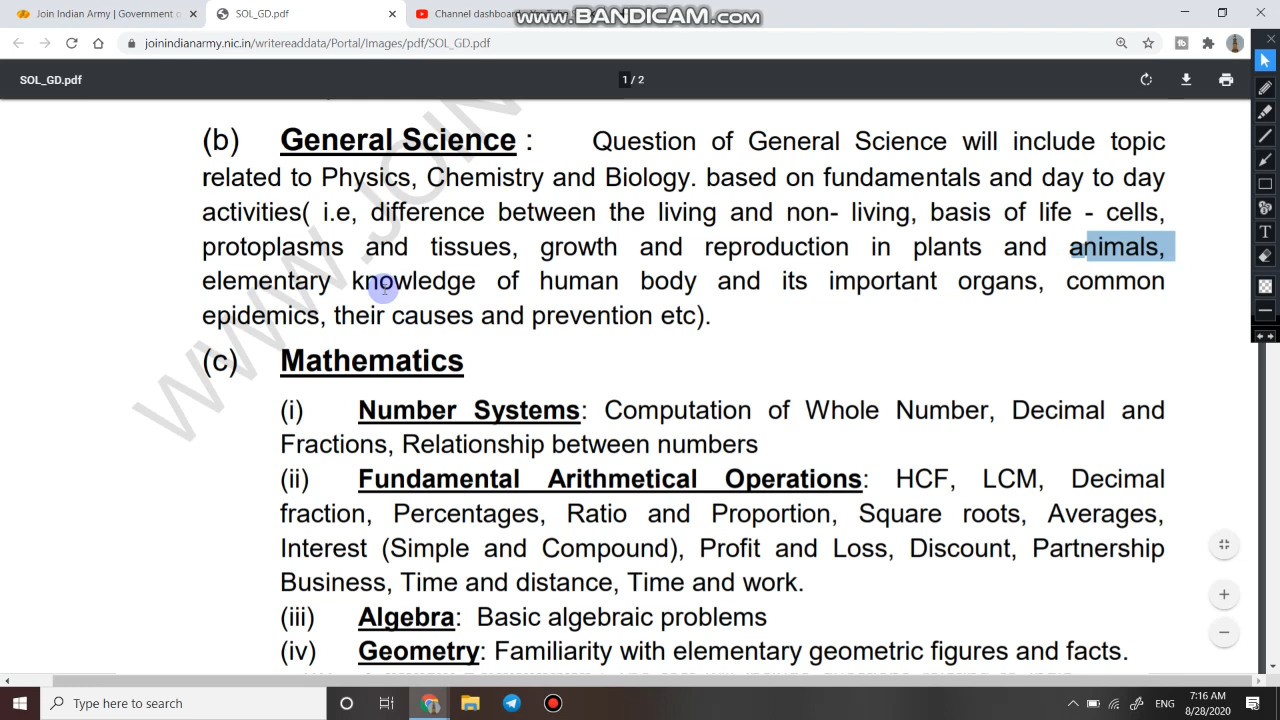 Join Indian Army | Government o
SOL_GD.pdf
Channel dashboard
www.BANDICAM.com
joinindianarmy.nic.in/writereaddata/Portal/Images/pdf/SOL_GD.pdf
SOL_GD.pdf
1 / 2
(b) General Science : Question of General Science will include topic
related to Physics, Chemistry and Biology. based on fundamentals and day to day
activities( i.e, difference between the living and non- living, basis of life - cells,
protoplasms and tissues, growth and reproduction in plants and animals,
elementary knowledge of human body and its important organs, common
epidemics, their causes and prevention etc).
(c) Mathematics
(i) Number Systems: Computation of Whole Number, Decimal and
Fractions, Relationship between numbers
(ii) Fundamental Arithmetical Operations: HCF, LCM, Decimal
fraction, Percentages, Ratio and Proportion, Square roots, Averages,
Interest (Simple and Compound), Profit and Loss, Discount, Partnership
Business, Time and distance, Time and work.
(iii) Algebra: Basic algebraic problems
(iv) Geometry: Familiarity with elementary geometric figures and facts.
WWW.JOIN
Type here to search
ENG
7:16 AM
8/28/2020